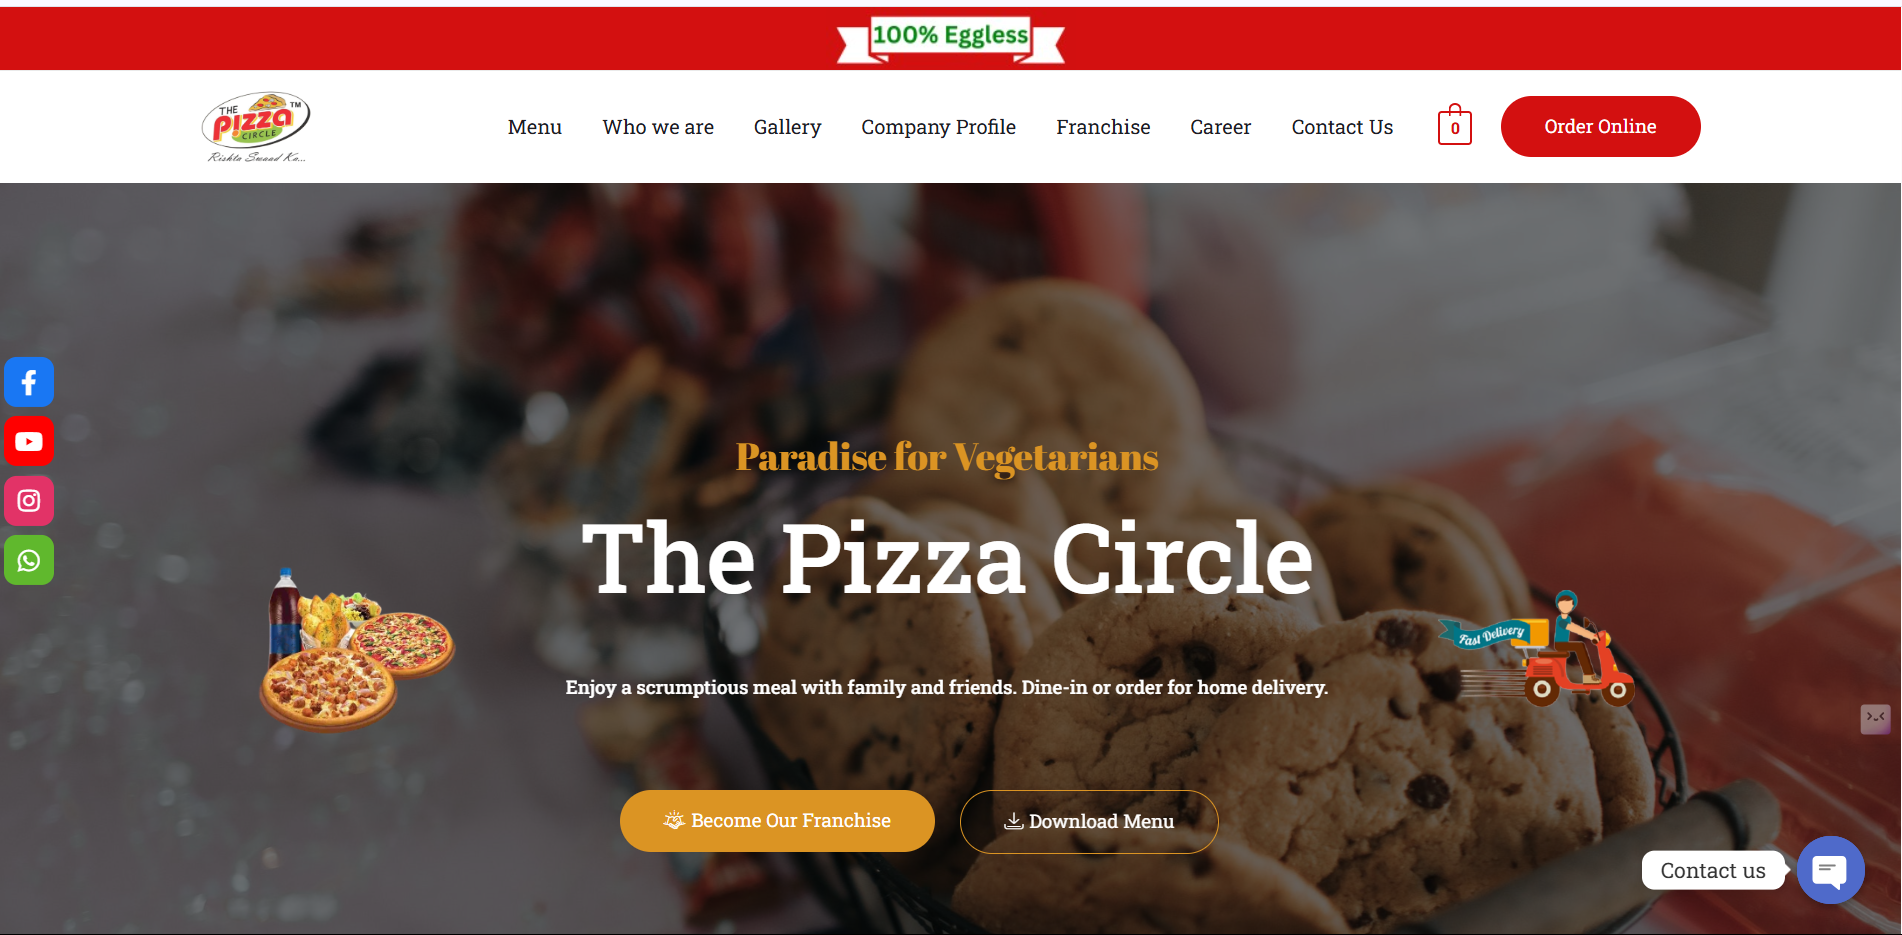 100% Eggless
THE
Pizza TM
CIRCLE
Rishta Swaad Ka...
Menu
Who we are
Gallery
Company Profile
Franchise
Career
Contact Us
0
Order Online
Paradise for Vegetarians
The Pizza Circle
Fast Delivery
Enjoy a scrumptious meal with family and friends. Dine-in or order for home delivery.
Become Our Franchise
Download Menu
Contact us